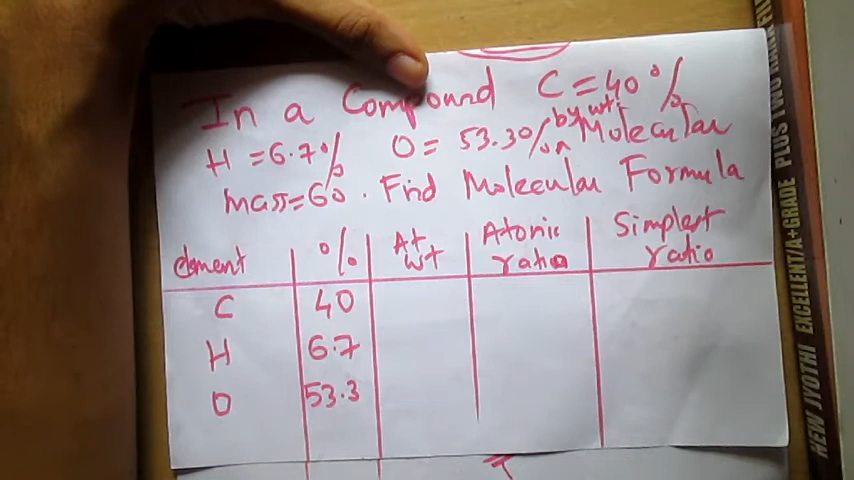 In a Compound C = 40%
H = 6.7% O = 53.3% by wt. Molecular
mass = 60. Find Molecular Formula
element % At wt Atomic ratio Simplest ratio
C 40
H 6.7
O 53.3
NEW JYOTHI EXCELLENT/A+GRADE PLUS TWO